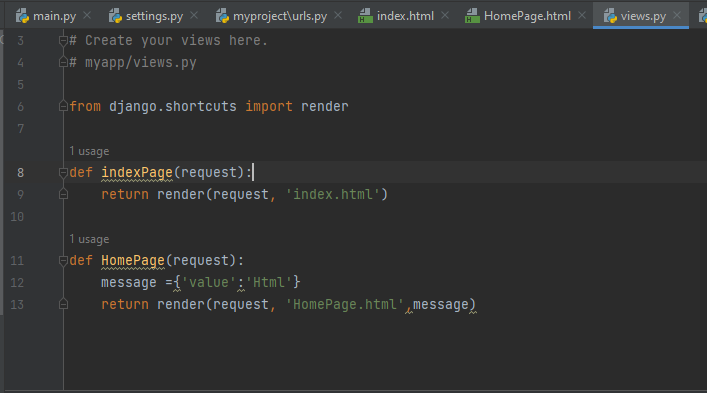 main.py settings.py myproject\urls.py index.html HomePage.html views.py
3 # Create your views here.
4 # myapp/views.py
5
6 from django.shortcuts import render
7
1 usage
8 def indexPage(request):
9 return render(request, 'index.html')
10
1 usage
11 def HomePage(request):
12 message ={'value':'Html'}
13 return render(request, 'HomePage.html',message)